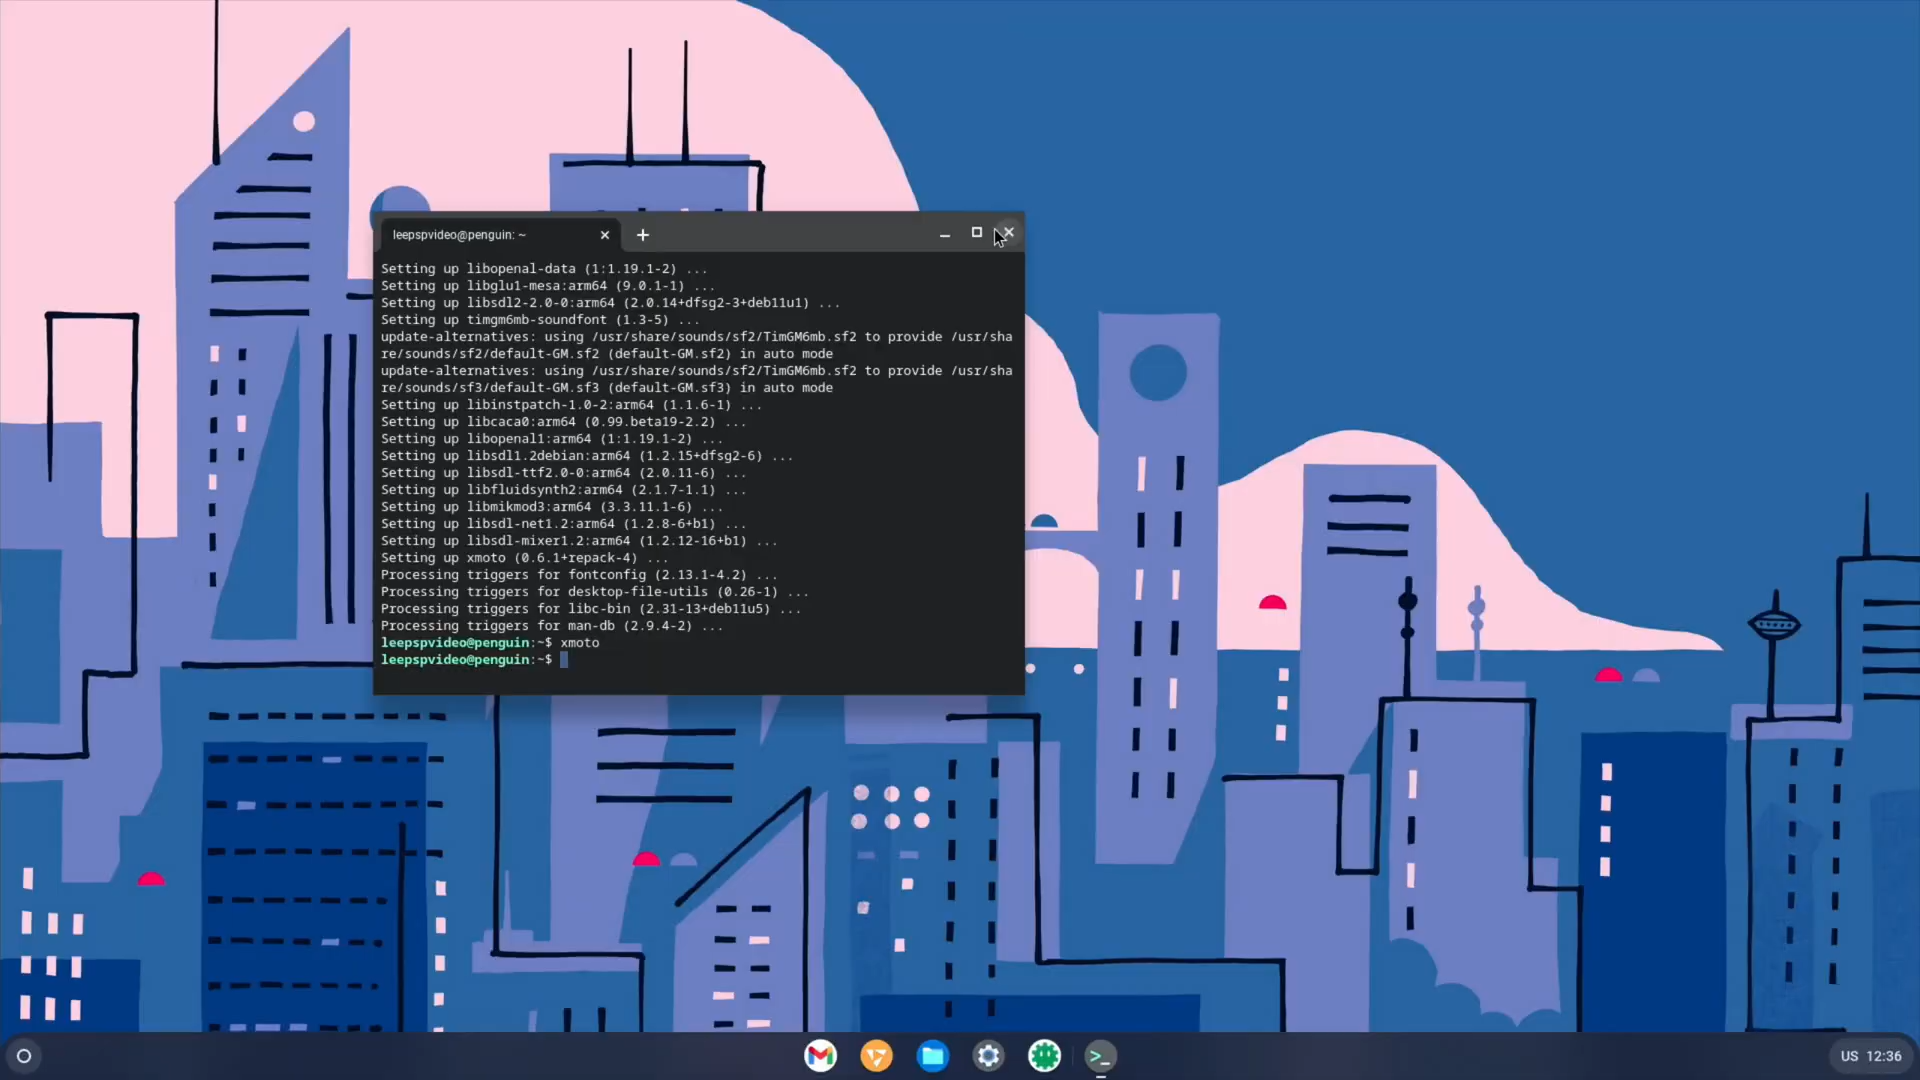 leepspvideo@penguin: ~
Setting up libopenal-data (1:1.19.1-2) ...
Setting up libglu1-mesa:arm64 (9.0.1-1) ...
Setting up libsdl2-2.0-0:arm64 (2.0.14+dfsg2-3+deb11u1) ...
Setting up timgm6mb-soundfont (1.3-5) ...
update-alternatives: using /usr/share/sounds/sf2/TimGM6mb.sf2 to provide /usr/sha
re/sounds/sf2/default-GM.sf2 (default-GM.sf2) in auto mode
update-alternatives: using /usr/share/sounds/sf2/TimGM6mb.sf2 to provide /usr/sha
re/sounds/sf3/default-GM.sf3 (default-GM.sf3) in auto mode
Setting up libinstpatch-1.0-2:arm64 (1.1.6-1) ...
Setting up libcaca0:arm64 (0.99.beta19-2.2) ...
Setting up libopenal1:arm64 (1:1.19.1-2) ...
Setting up libsdl1.2debian:arm64 (1.2.15+dfsg2-6) ...
Setting up libsdl-ttf2.0-0:arm64 (2.0.11-6) ...
Setting up libfluidsynth2:arm64 (2.1.7-1.1) ...
Setting up libmikmod3:arm64 (3.3.11.1-6) ...
Setting up libsdl-net1.2:arm64 (1.2.8-6+b1) ...
Setting up libsdl-mixer1.2:arm64 (1.2.12-16+b1) ...
Setting up xmoto (0.6.1+repack-4) ...
Processing triggers for fontconfig (2.13.1-4.2) ...
Processing triggers for desktop-file-utils (0.26-1) ...
Processing triggers for libc-bin (2.31-13+deb11u5) ...
Processing triggers for man-db (2.9.4-2) ...
leepspvideo@penguin:~$ xmoto
leepspvideo@penguin:~$
US 12:36